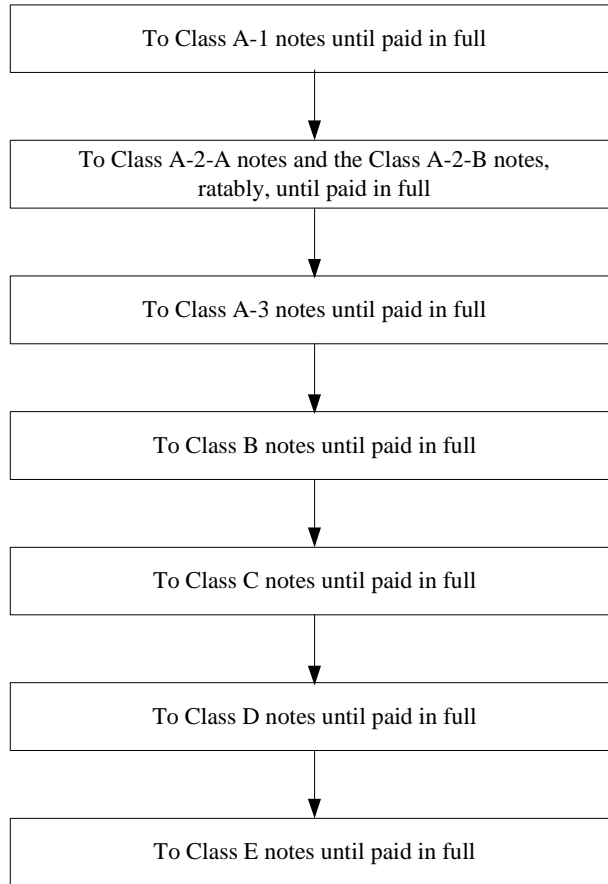 To Class A-1 notes until paid in full
To Class A-2-A notes and the Class A-2-B notes,
ratably, until paid in full
To Class A-3 notes until paid in full
To Class B notes until paid in full
To Class C notes until paid in full
To Class D notes until paid in full
To Class E notes until paid in full